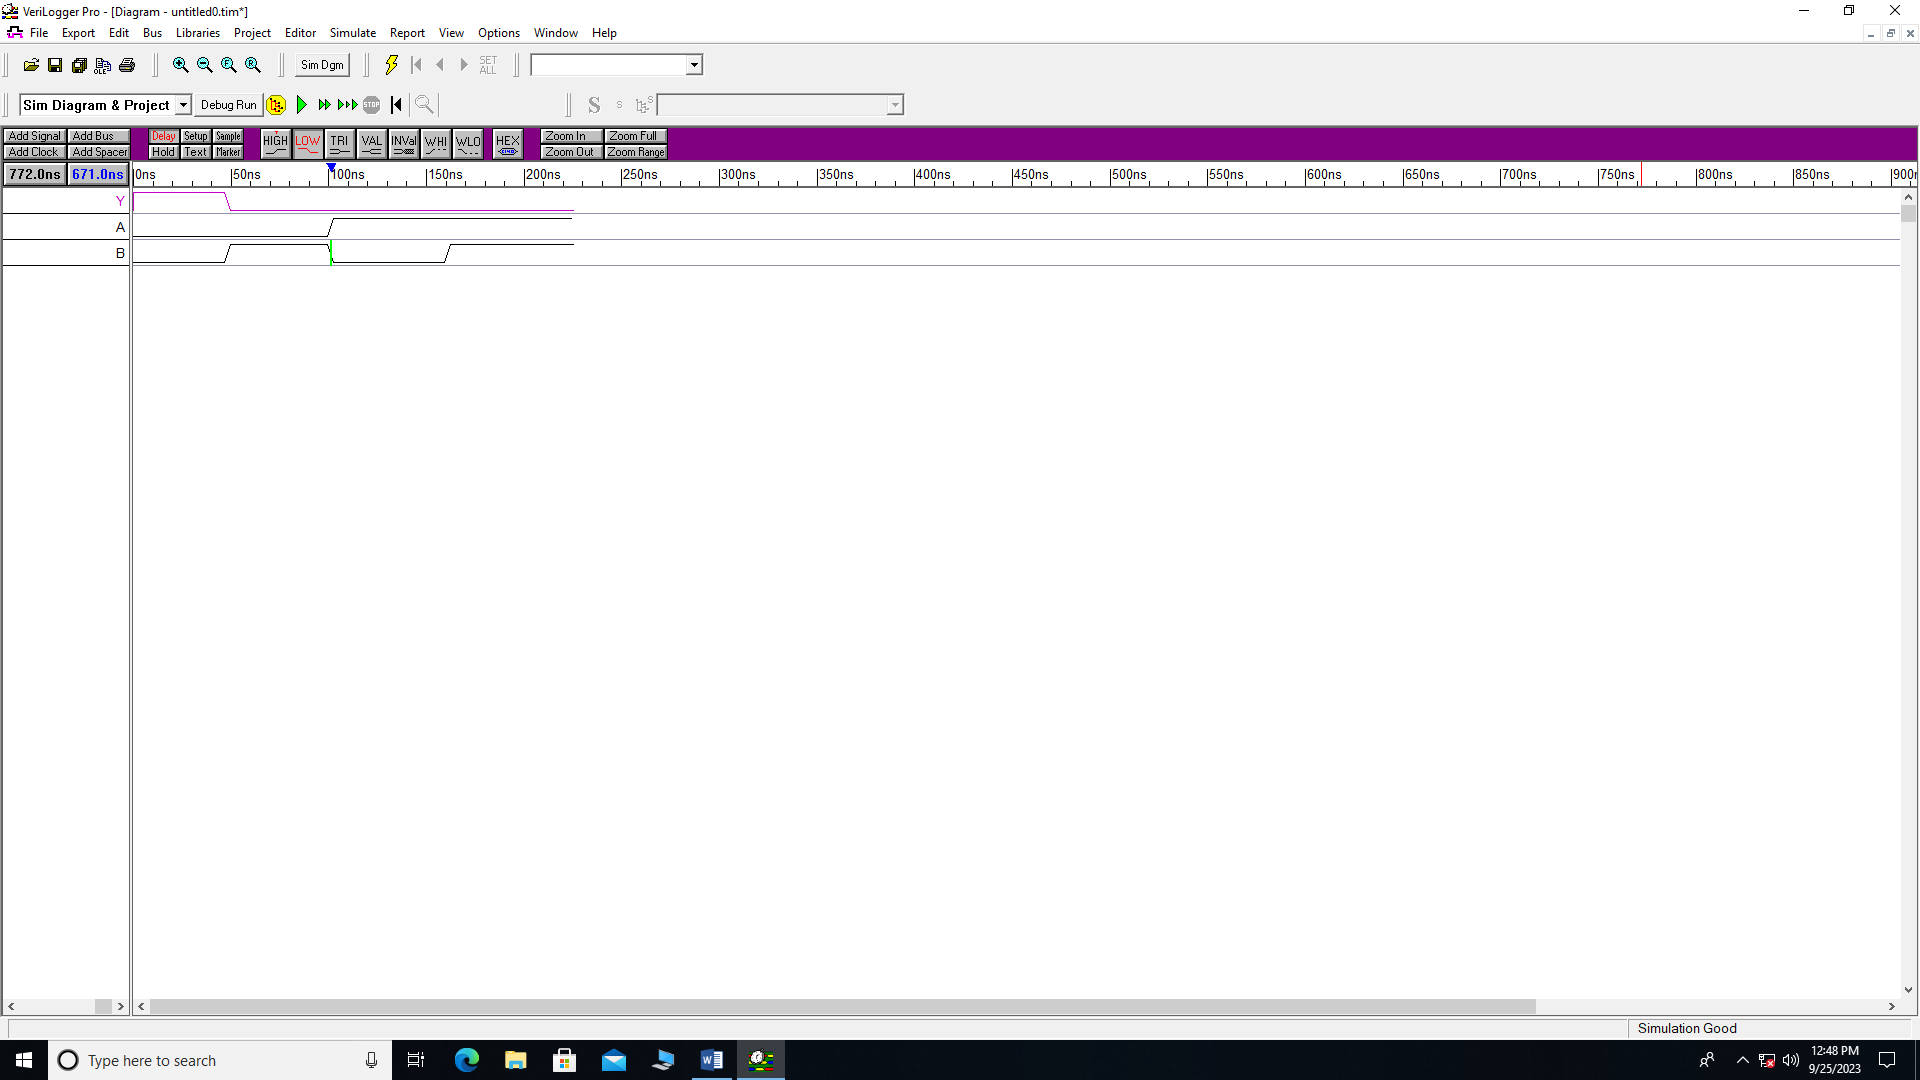 VeriLogger Pro - [Diagram - untitled0.tim*]
File Export Edit Bus Libraries Project Editor Simulate Report View Options Window Help
OLE Sim Dgm SET ALL
Sim Diagram & Project Debug Run STOP S s S
Add Signal Add Bus Delay Setup Sample HIGH LOW TRI VAL INVal WHI WLO HEX Zoom In Zoom Full
Add Clock Add Spacer Hold Text Marker Zoom Out Zoom Range
772.0ns 671.0ns 0ns 50ns 100ns 150ns 200ns 250ns 300ns 350ns 400ns 450ns 500ns 550ns 600ns 650ns 700ns 750ns 800ns 850ns 900n
Y
A
B
Simulation Good
Type here to search
12:48 PM
9/25/2023